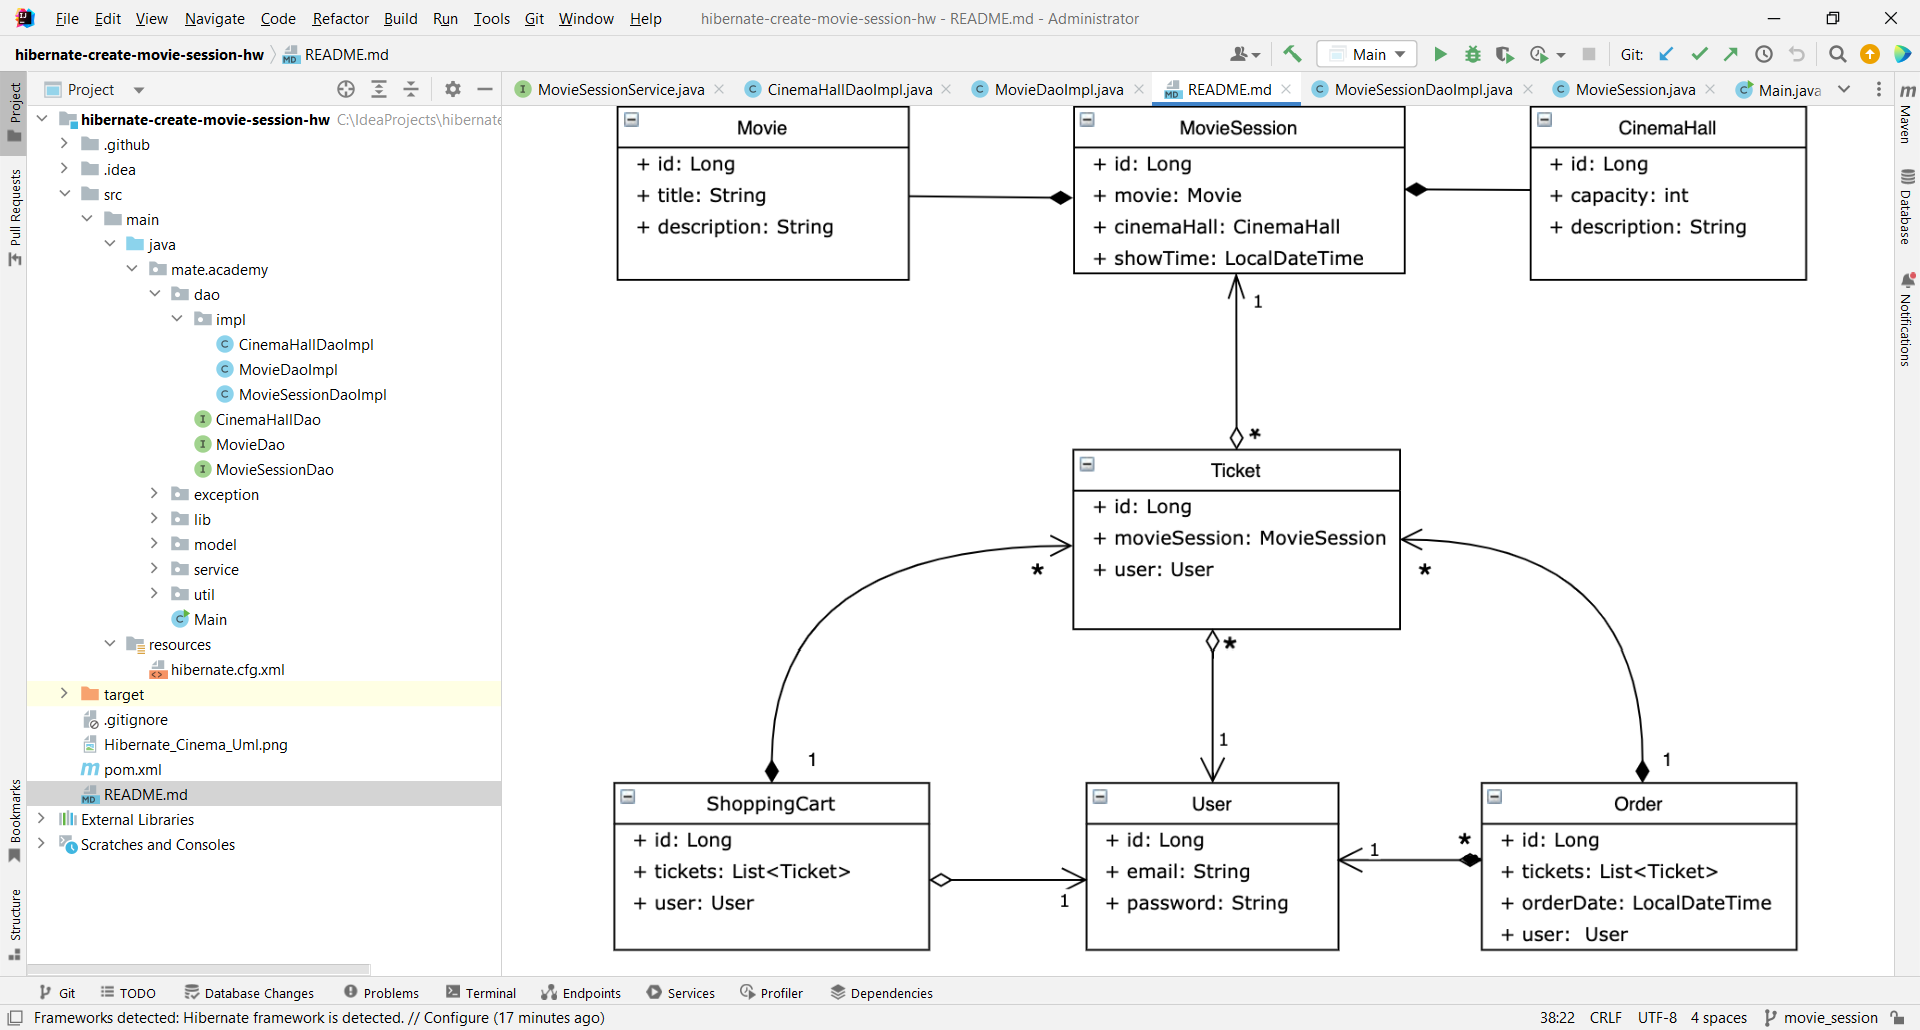 File Edit View Navigate Code Refactor Build Run Tools Git Window Help hibernate-create-movie-session-hw - README.md - Administrator
hibernate-create-movie-session-hw README.md Main Git:
Project
MovieSessionService.java CinemaHallDaoImpl.java MovieDaoImpl.java README.md MovieSessionDaoImpl.java MovieSession.java Main.java
Project
Pull Requests
Bookmarks
Structure
hibernate-create-movie-session-hw C:\IdeaProjects\hibernate
.github
.idea
src
main
java
mate.academy
dao
impl
CinemaHallDaoImpl
MovieDaoImpl
MovieSessionDaoImpl
CinemaHallDao
MovieDao
MovieSessionDao
exception
lib
model
service
util
Main
resources
hibernate.cfg.xml
target
.gitignore
Hibernate_Cinema_Uml.png
pom.xml
README.md
External Libraries
Scratches and Consoles
Movie
+ id: Long
+ title: String
+ description: String
MovieSession
+ id: Long
+ movie: Movie
+ cinemaHall: CinemaHall
+ showTime: LocalDateTime
CinemaHall
+ id: Long
+ capacity: int
+ description: String
1
*
Ticket
+ id: Long
+ movieSession: MovieSession
+ user: User
*
*
*
1
1
1
ShoppingCart
+ id: Long
+ tickets: List<Ticket>
+ user: User
1
User
+ id: Long
+ email: String
+ password: String
1
*
Order
+ id: Long
+ tickets: List<Ticket>
+ orderDate: LocalDateTime
+ user: User
Maven
Database
Notifications
Git TODO Database Changes Problems Terminal Endpoints Services Profiler Dependencies
Frameworks detected: Hibernate framework is detected. // Configure (17 minutes ago) 38:22 CRLF UTF-8 4 spaces movie_session